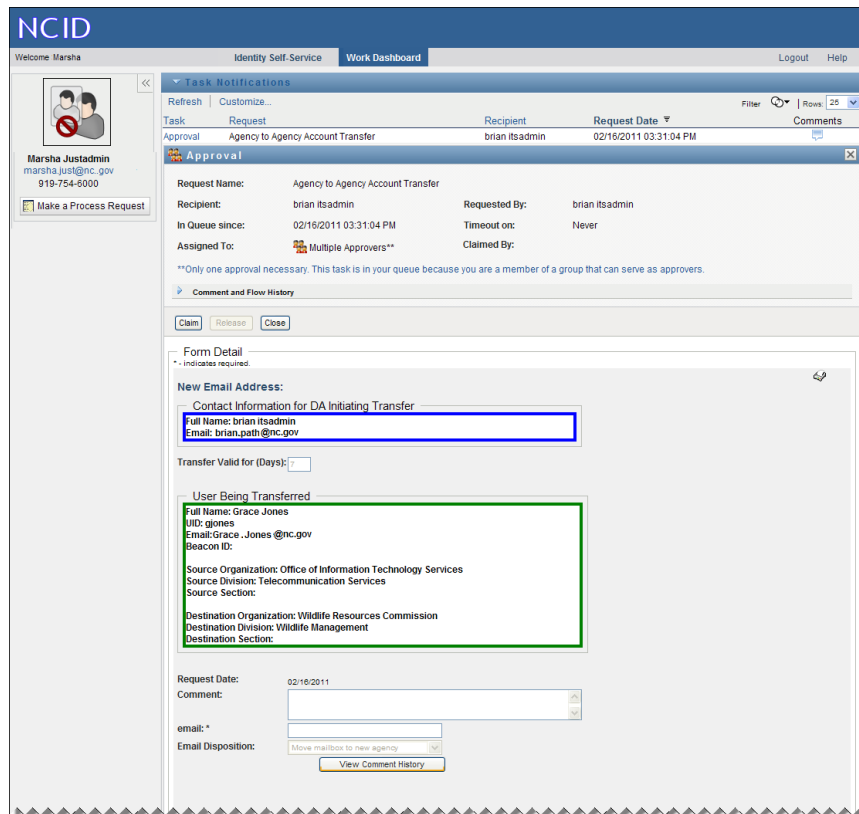 NCID
Welcome Marsha Identity Self-Service Work Dashboard Logout Help
Task Notifications
Refresh Customize... Filter Rows: 25
Task Request Recipient Request Date Comments
Approval Agency to Agency Account Transfer brian itsadmin 02/16/2011 03:31:04 PM
Marsha Justadmin
marsha.just@nc..gov
919-754-6000
Make a Process Request
Approval
Request Name: Agency to Agency Account Transfer
Recipient: brian itsadmin Requested By: brian itsadmin
In Queue since: 02/16/2011 03:31:04 PM Timeout on: Never
Assigned To: Multiple Approvers** Claimed By:
**Only one approval necessary. This task is in your queue because you are a member of a group that can serve as approvers.
Comment and Flow History
Claim Release Close
Form Detail
* - indicates required.
New Email Address:
Contact Information for DA Initiating Transfer
Full Name: brian itsadmin
Email: brian.path@nc.gov
Transfer Valid for (Days): 7
User Being Transferred
Full Name: Grace Jones
UID: gjones
Email:Grace.Jones @nc.gov
Beacon ID:
Source Organization: Office of Information Technology Services
Source Division: Telecommunication Services
Source Section:
Destination Organization: Wildlife Resources Commission
Destination Division: Wildlife Management
Destination Section:
Request Date: 02/16/2011
Comment:
email: *
Email Disposition: Move mailbox to new agency
View Comment History